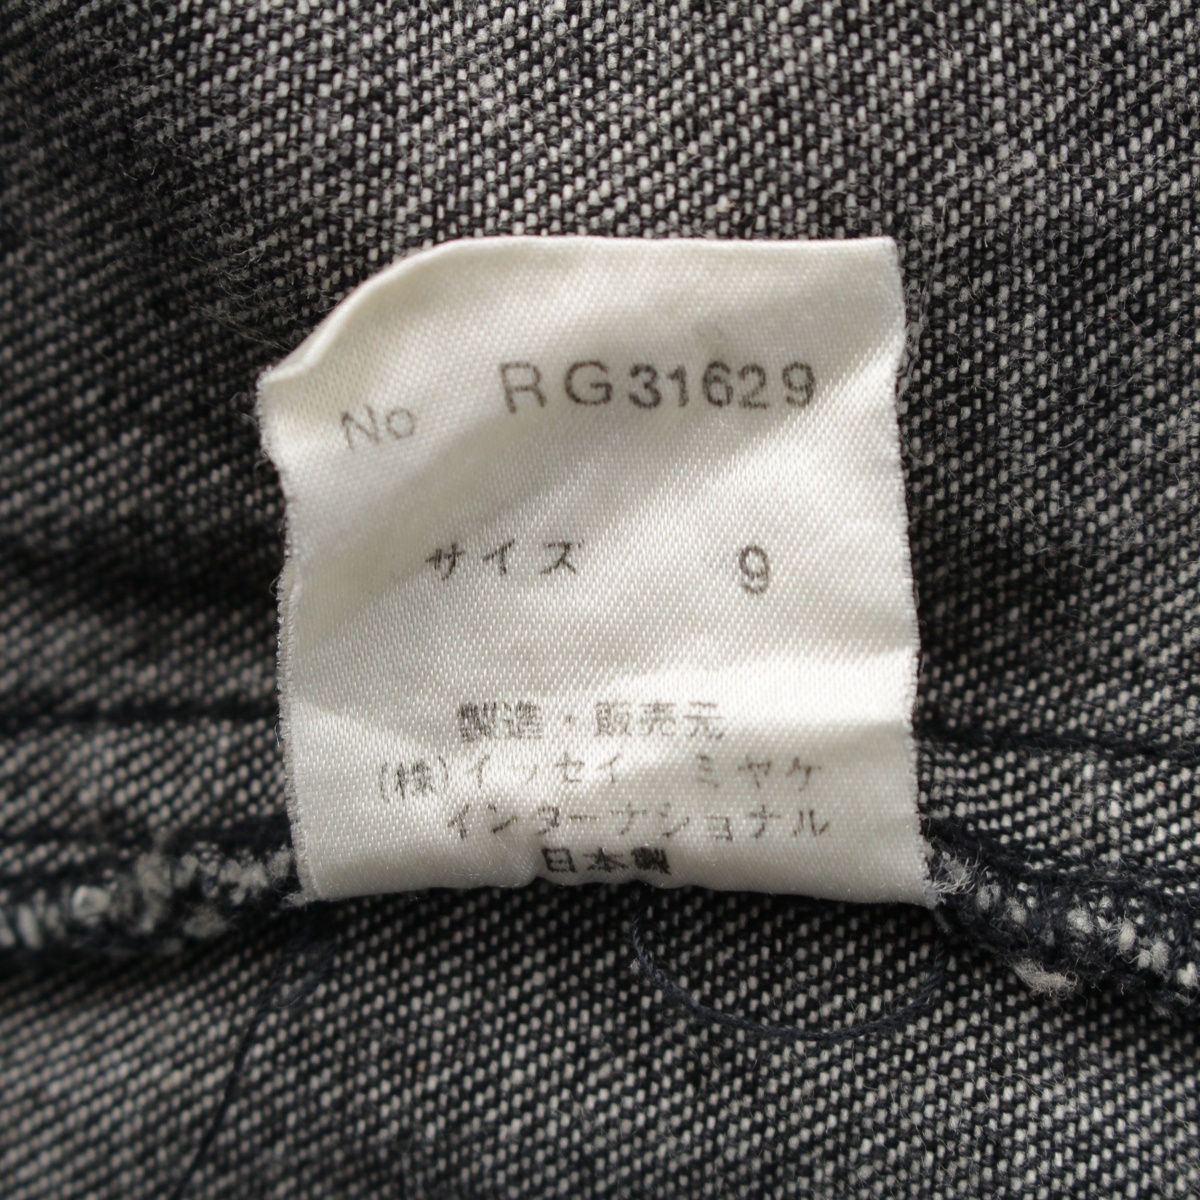 No RG31629
サイズ 9
製造・販売元
(株)イッセイ ミヤケ
インターナショナル
日本製